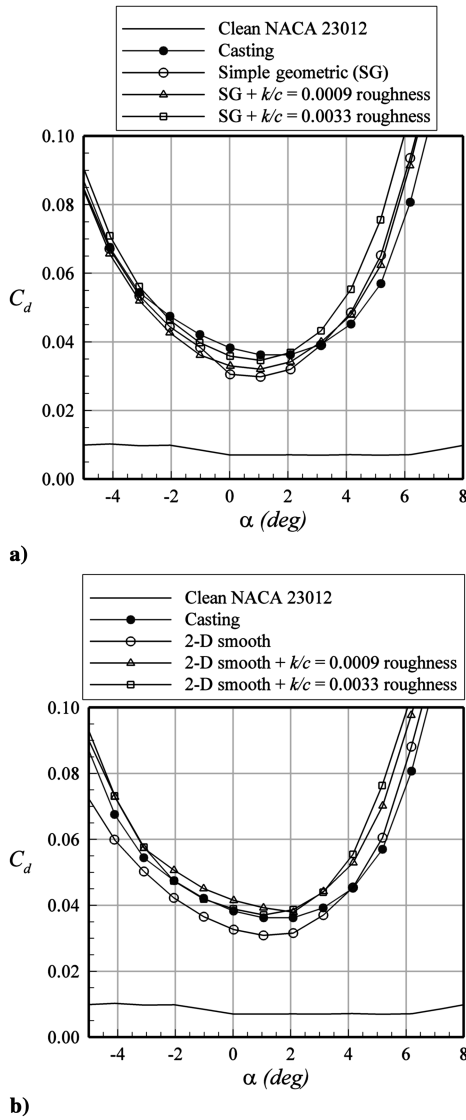 Clean NACA 23012
Casting
Simple geometric (SG)
SG + k/c = 0.0009 roughness
SG + k/c = 0.0033 roughness
0.10
0.08
0.06
0.04
0.02
0.00
Cd
-4 -2 0 2 4 6 8
α (deg)
a)
Clean NACA 23012
Casting
2-D smooth
2-D smooth + k/c = 0.0009 roughness
2-D smooth + k/c = 0.0033 roughness
0.10
0.08
0.06
0.04
0.02
0.00
Cd
-4 -2 0 2 4 6 8
α (deg)
b)